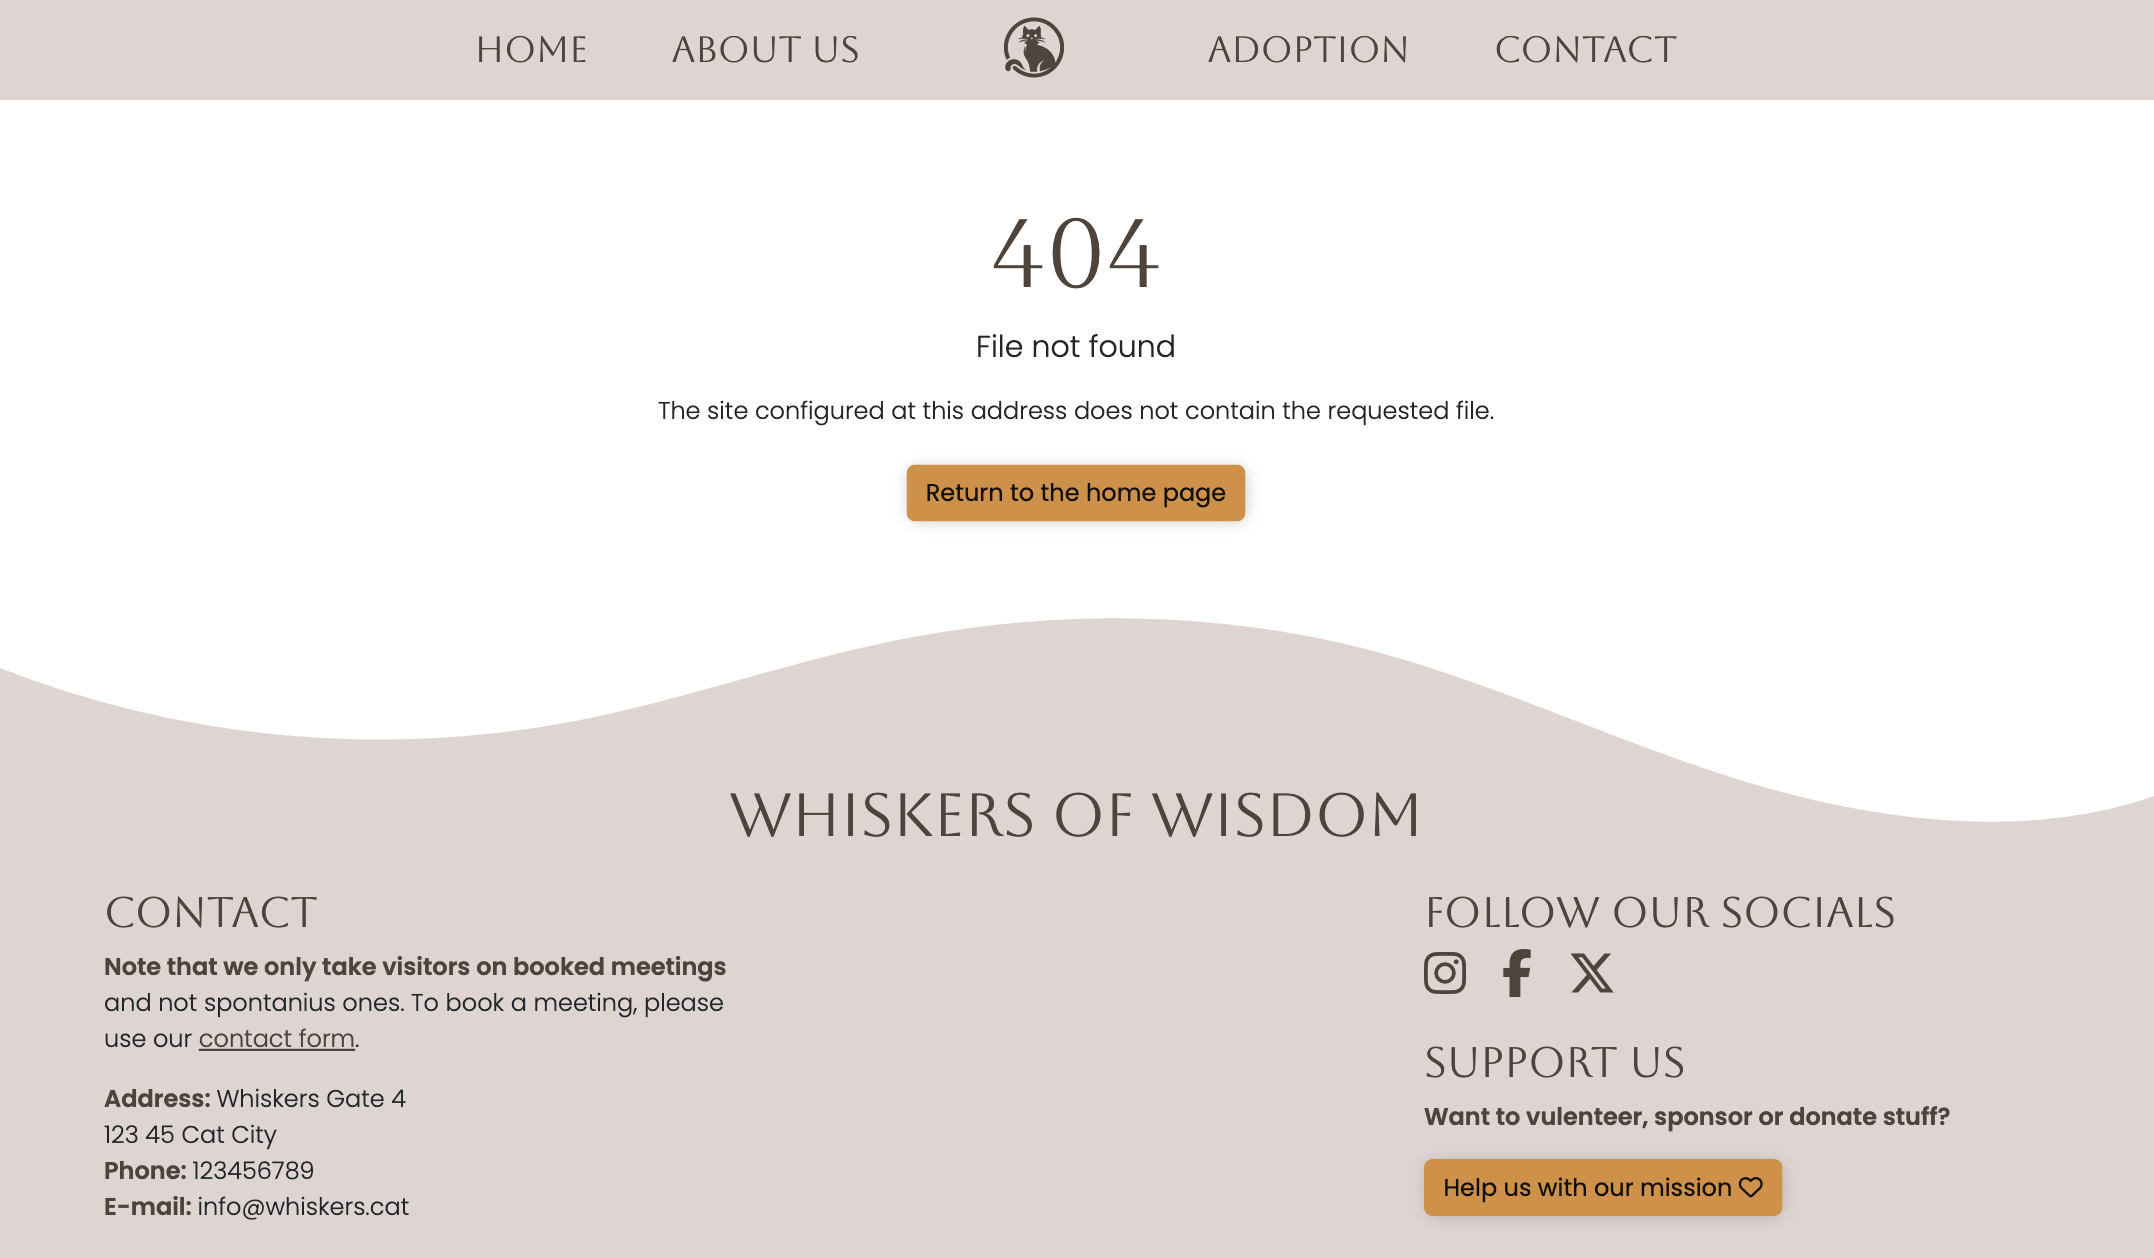 HOME ABOUT US ADOPTION CONTACT
404
File not found
The site configured at this address does not contain the requested file.
Return to the home page
WHISKERS OF WISDOM
CONTACT
Note that we only take visitors on booked meetings
and not spontanius ones. To book a meeting, please
use our contact form.
Address: Whiskers Gate 4
123 45 Cat City
Phone: 123456789
E-mail: info@whiskers.cat
FOLLOW OUR SOCIALS
SUPPORT US
Want to vulenteer, sponsor or donate stuff?
Help us with our mission